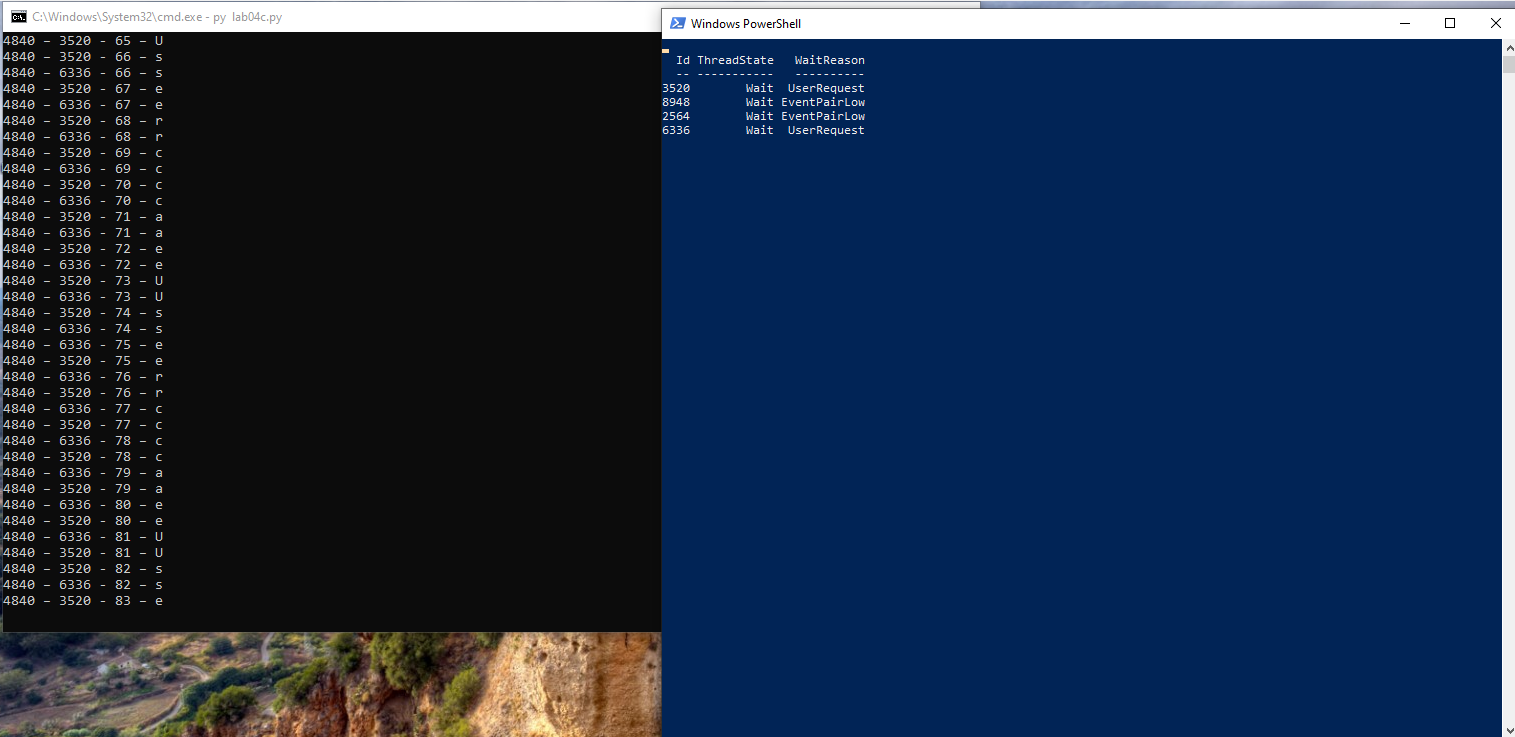 C:\Windows\System32\cmd.exe - py  lab04c.py
4840 – 3520 - 65 – U
4840 – 3520 - 66 – s
4840 – 6336 - 66 – s
4840 – 3520 - 67 – e
4840 – 6336 - 67 – e
4840 – 3520 - 68 – r
4840 – 6336 - 68 – r
4840 – 3520 - 69 – c
4840 – 6336 - 69 – c
4840 – 3520 - 70 – c
4840 – 6336 - 70 – c
4840 – 3520 - 71 – a
4840 – 6336 - 71 – a
4840 – 3520 - 72 – e
4840 – 6336 - 72 – e
4840 – 3520 - 73 – U
4840 – 6336 - 73 – U
4840 – 3520 - 74 – s
4840 – 6336 - 74 – s
4840 – 6336 - 75 – e
4840 – 3520 - 75 – e
4840 – 6336 - 76 – r
4840 – 3520 - 76 – r
4840 – 6336 - 77 – c
4840 – 3520 - 77 – c
4840 – 6336 - 78 – c
4840 – 3520 - 78 – c
4840 – 6336 - 79 – a
4840 – 3520 - 79 – a
4840 – 6336 - 80 – e
4840 – 3520 - 80 – e
4840 – 6336 - 81 – U
4840 – 3520 - 81 – U
4840 – 3520 - 82 – s
4840 – 6336 - 82 – s
4840 – 3520 - 83 – e
Windows PowerShell
Id ThreadState   WaitReason
-- -----------   ----------
3520        Wait  UserRequest
8948        Wait EventPairLow
2564        Wait EventPairLow
6336        Wait  UserRequest